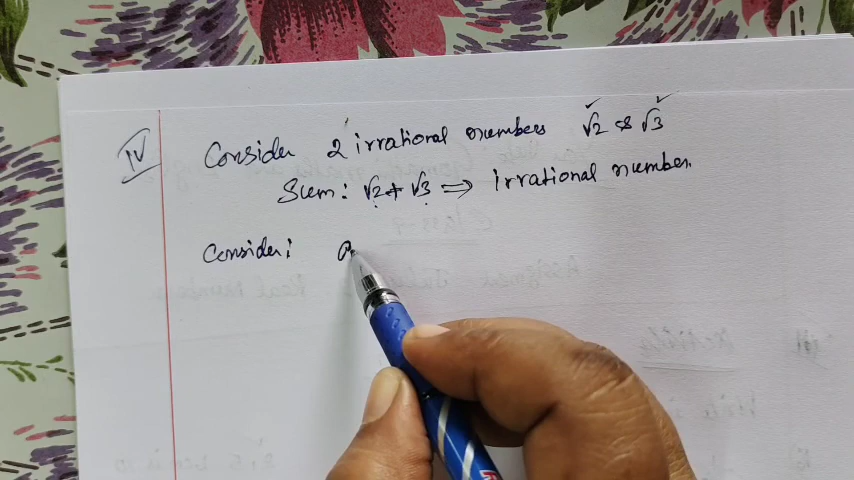 IV Consider 2 irrational numbers √2 & √3
Sum: √2 + √3 ⇒ irrational number
Consider: